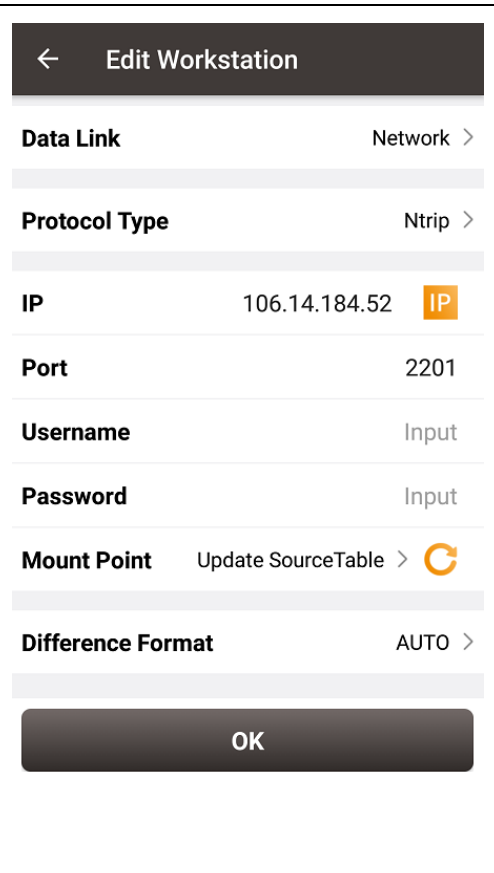 Edit Workstation
Data Link Network
Protocol Type Ntrip
IP 106.14.184.52 IP
Port 2201
Username Input
Password Input
Mount Point Update SourceTable
Difference Format AUTO
OK